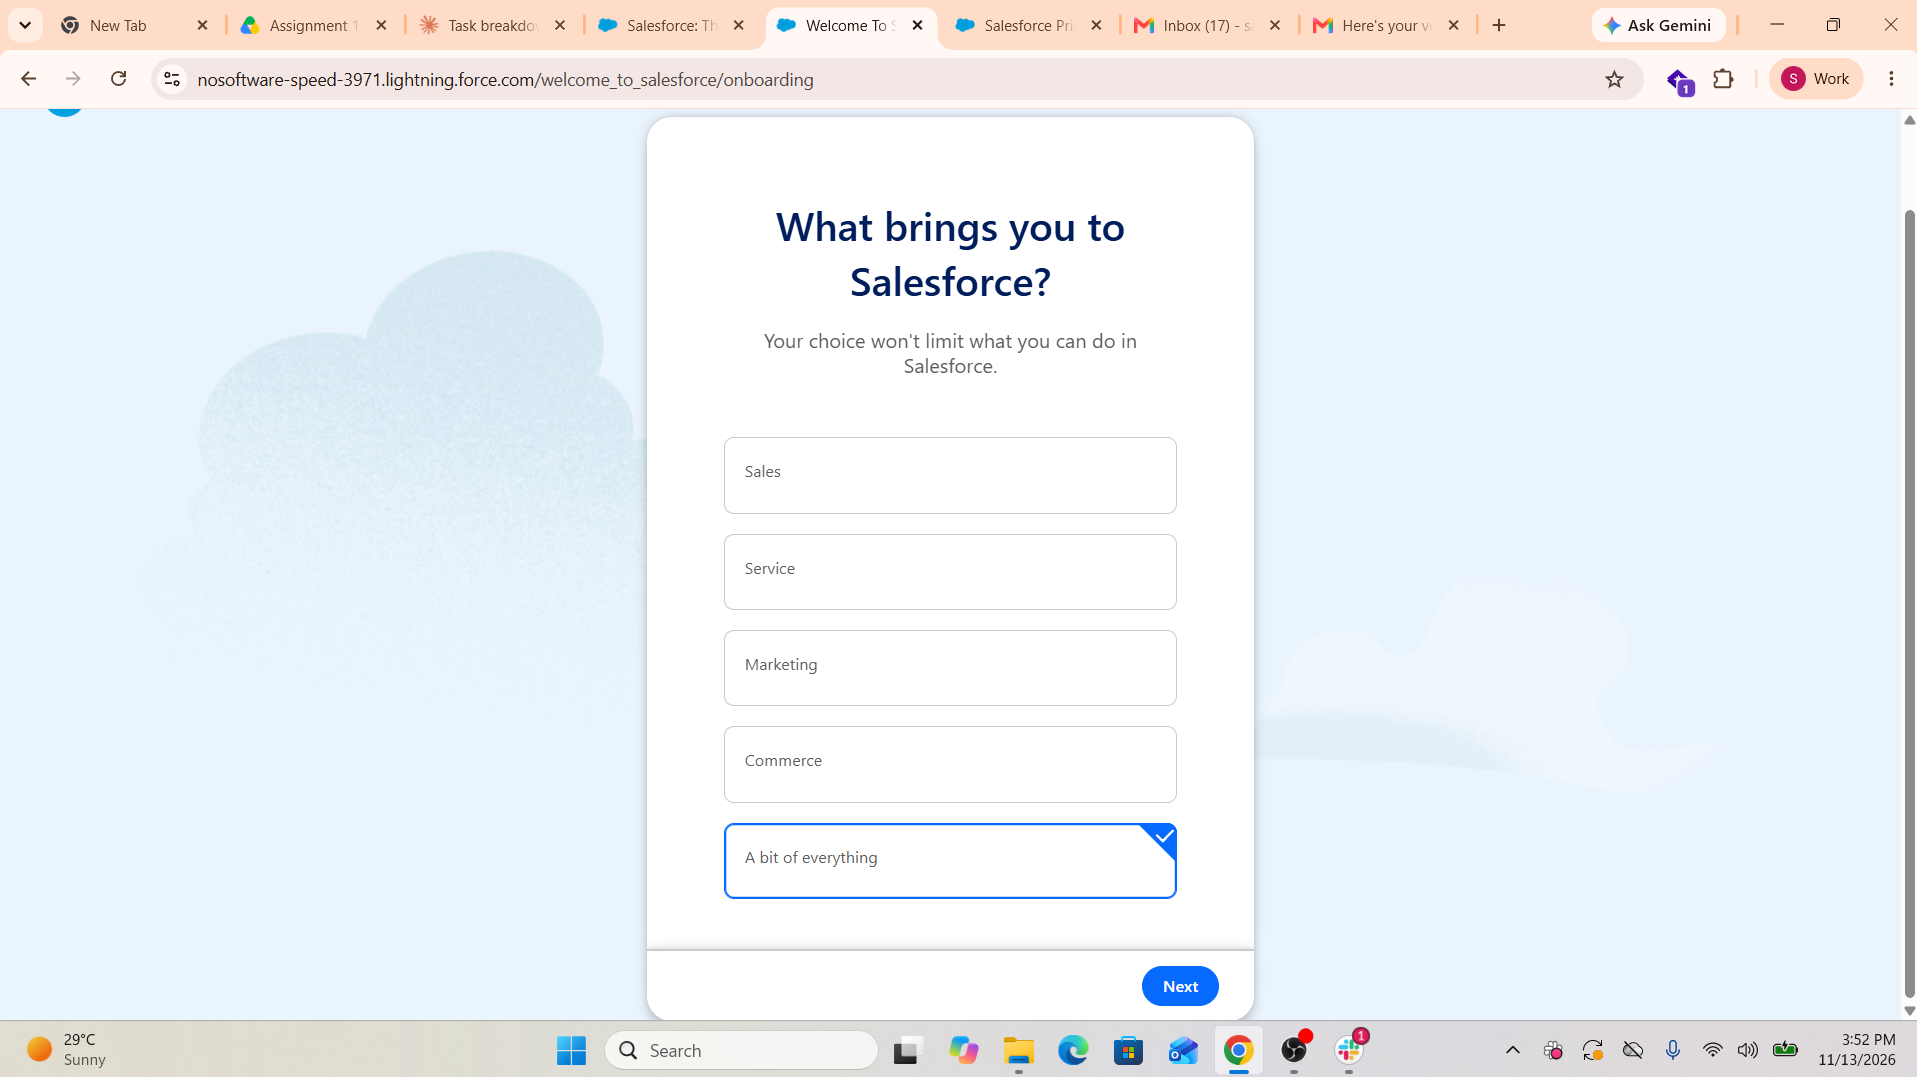 New Tab
Assignment 1
Task breakdo
Salesforce: Th
Welcome To S
Salesforce Pri
Inbox (17) - s
Here's your v
Ask Gemini
nosoftware-speed-3971.lightning.force.com/welcome_to_salesforce/onboarding
1
S
Work
What brings you to
Salesforce?
Your choice won't limit what you can do in
Salesforce.
Sales
Service
Marketing
Commerce
A bit of everything
Next
29°C
Sunny
Search
1
3:52 PM
11/13/2026